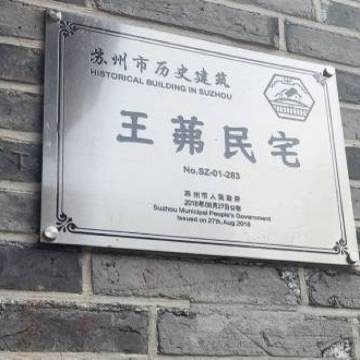 苏州市历史建筑
HISTORICAL BUILDING IN SUZHOU
王茀民宅
No.SZ-01-283
苏州市人民政府
2018年08月27日公布
Suzhou Municipal People's Government
Issued on 27th.Aug.2018